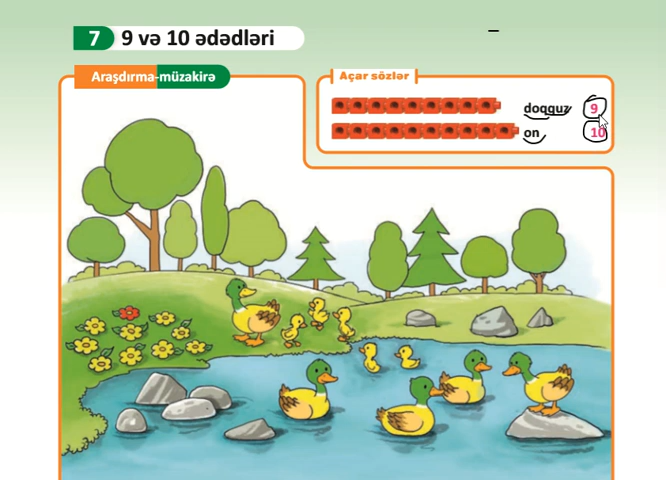 7 9 və 10 ədədləri
Araşdırma-müzakirə
Açar sözlər
doqquz 9
on 10